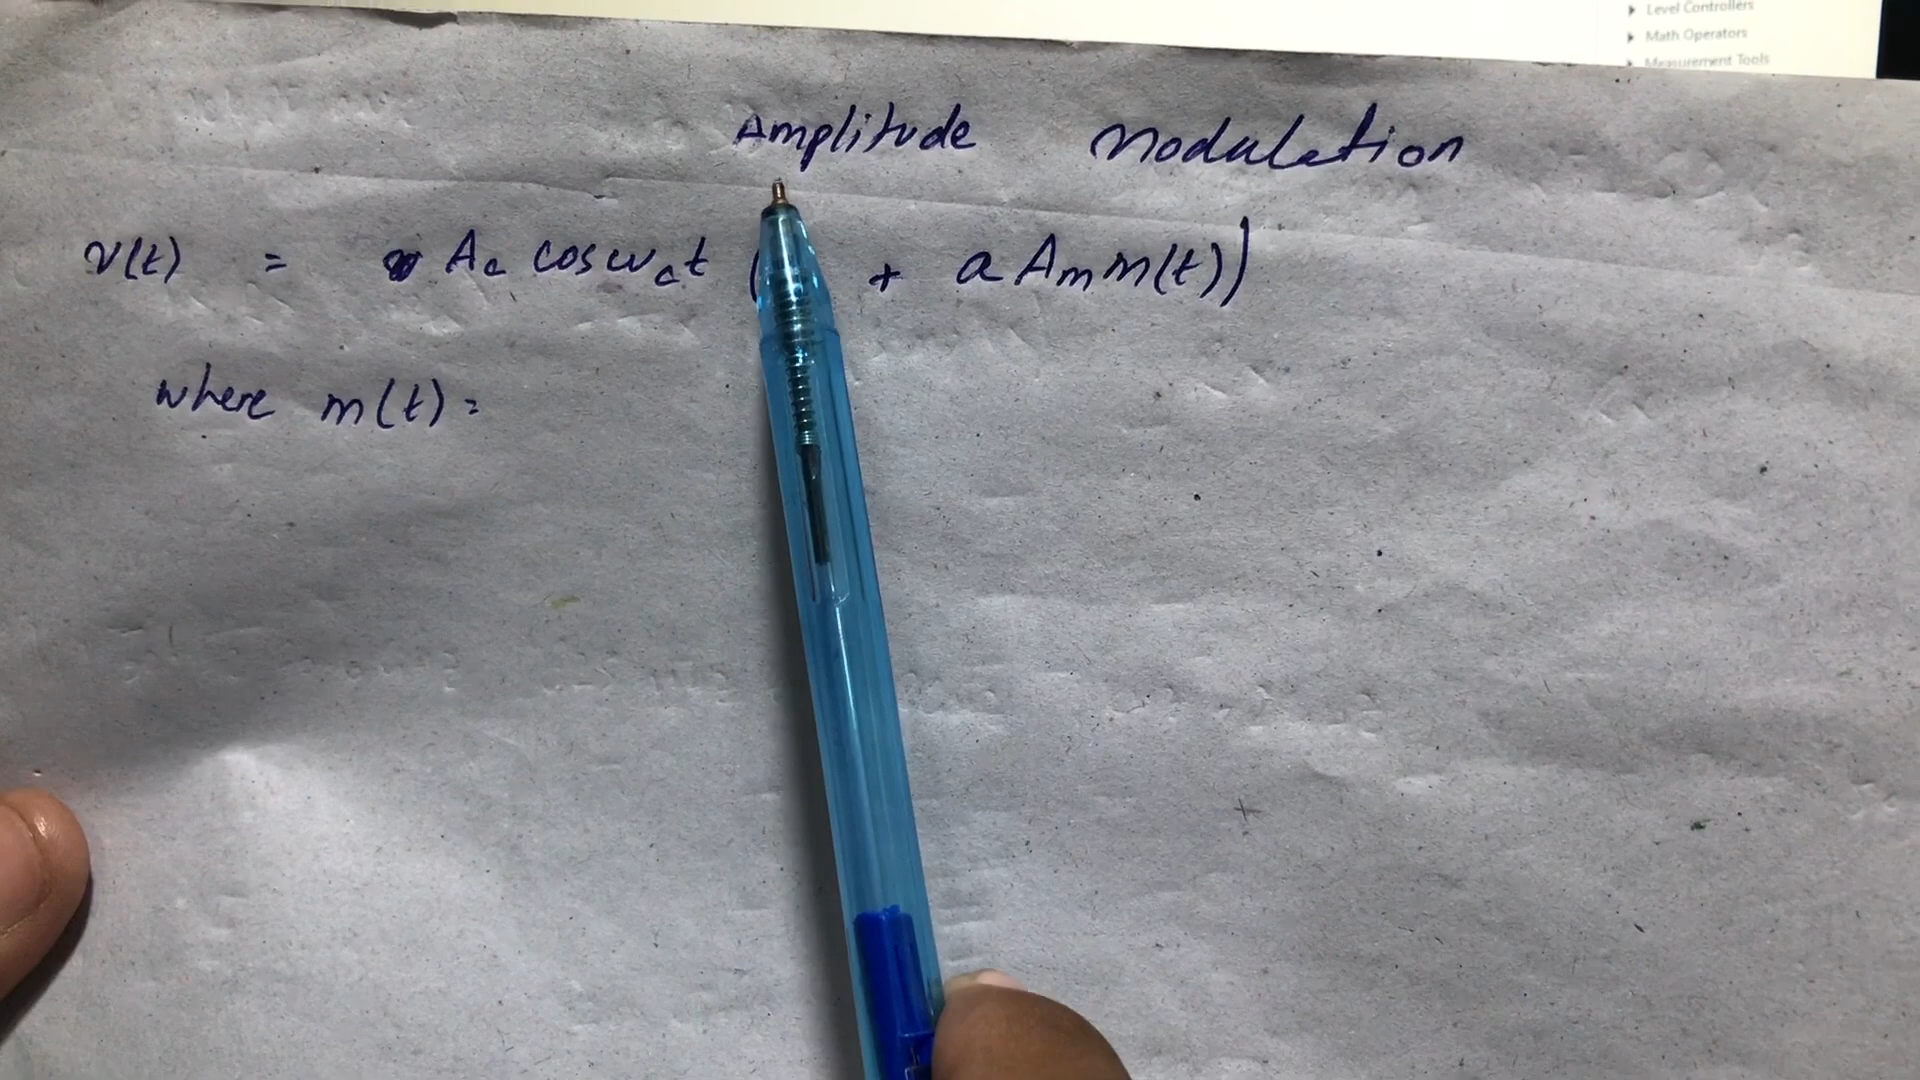 Level Controllers
Math Operators
Measurement Tools
Amplitude Modulation
v(t) = Ac cosωct ( + a Am m(t))
where m(t) =